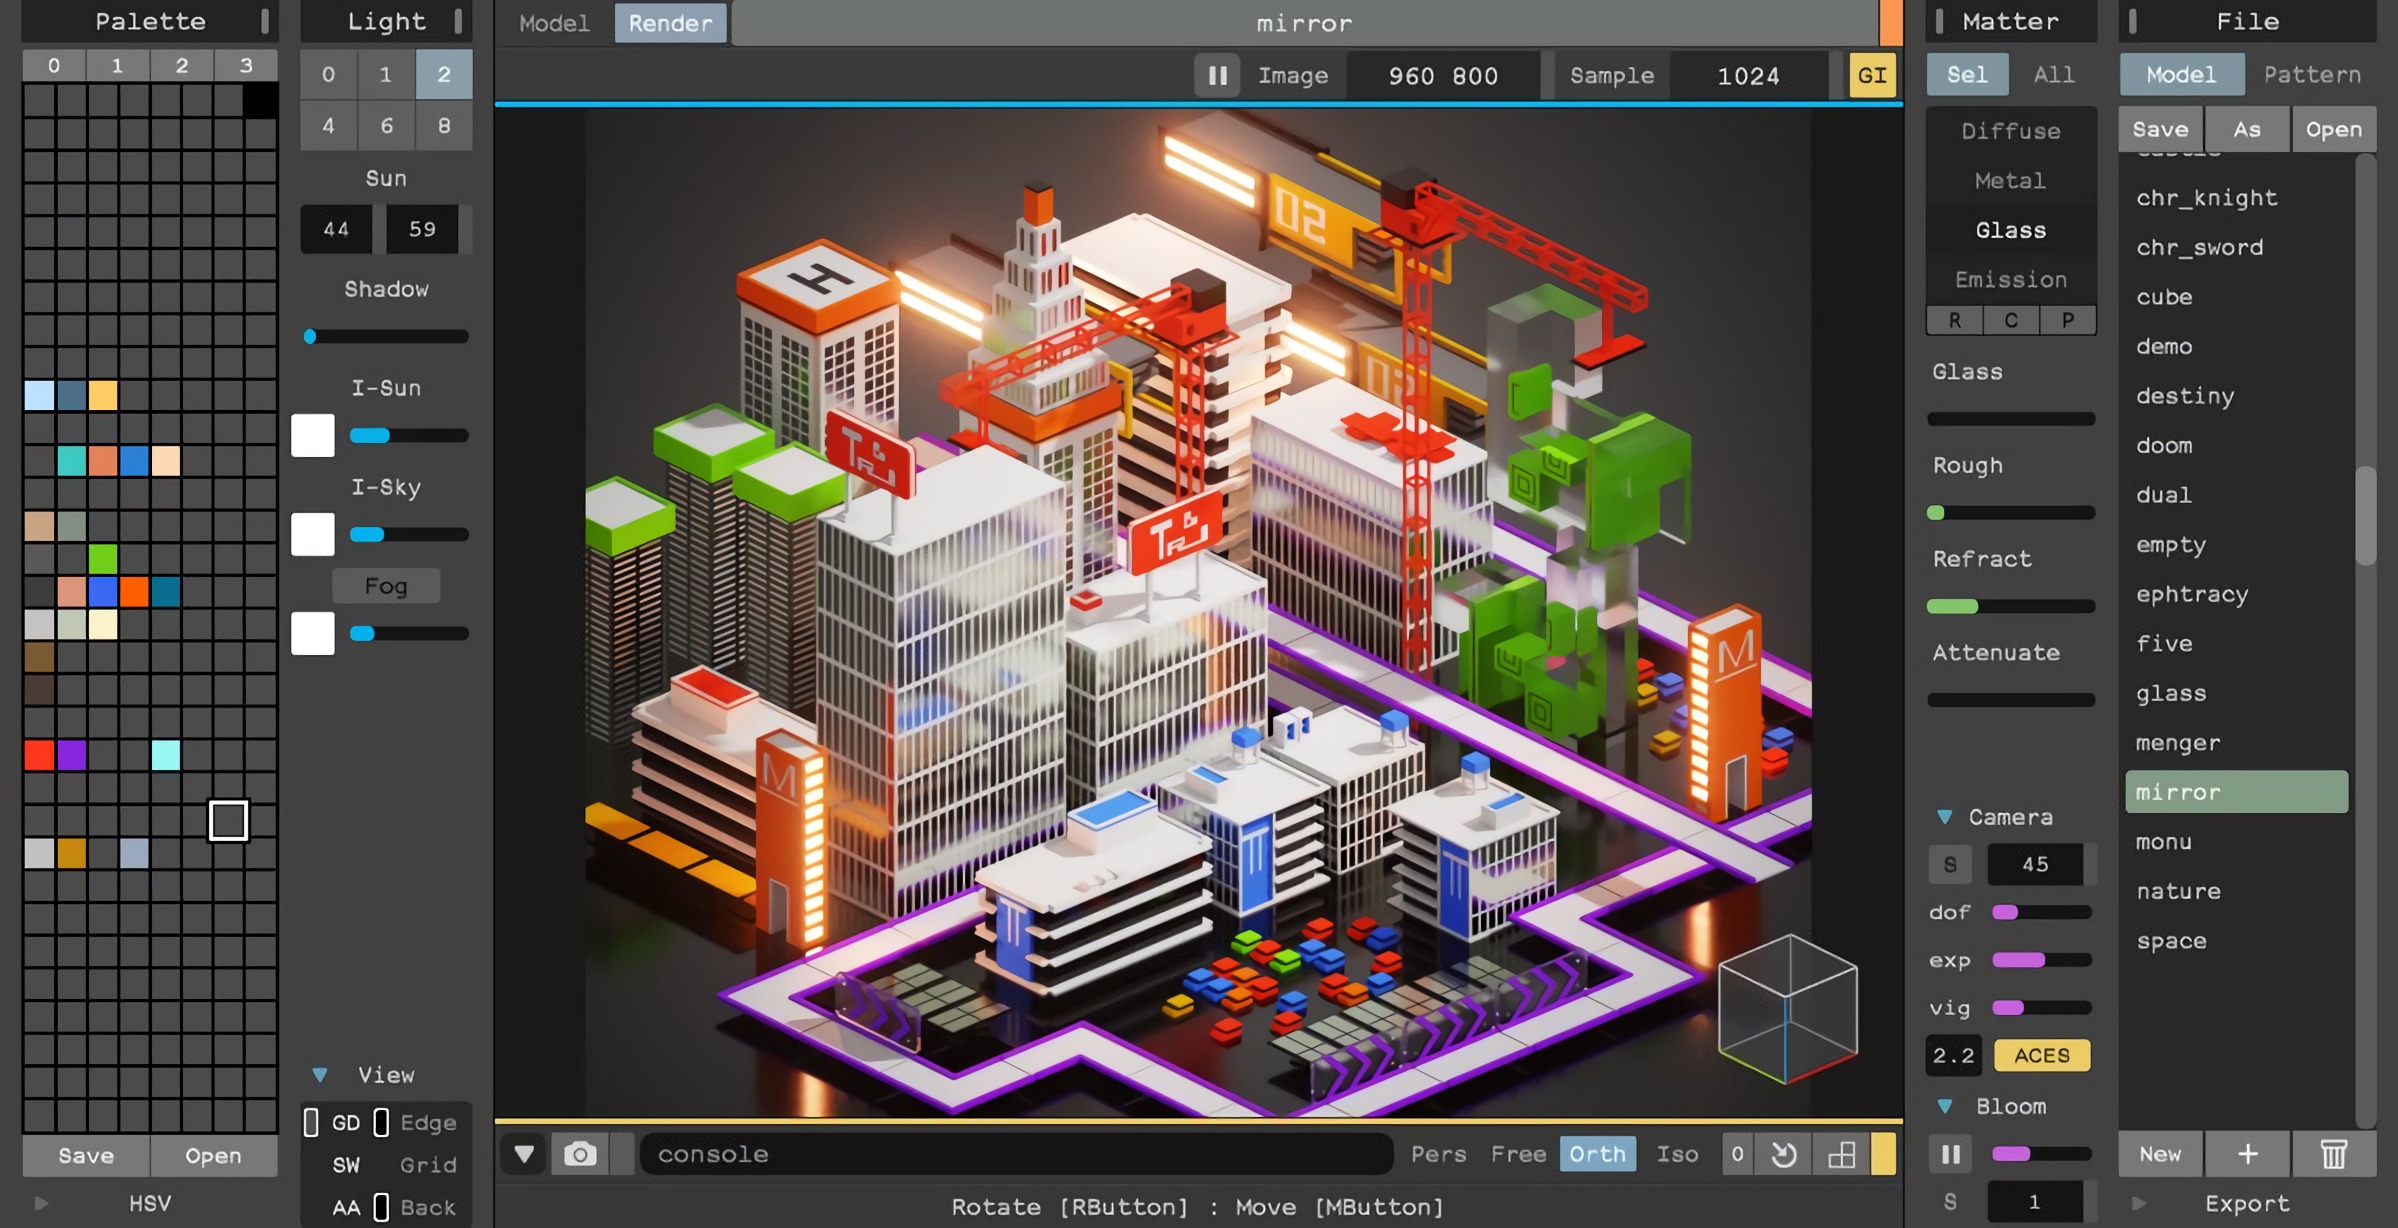 Palette
0 1 2 3
Save Open
HSV
Light
0 1 2
4 6 8
Sun
44 59
Shadow
I-Sun
I-Sky
Fog
View
GD Edge
SW Grid
AA Back
Model Render mirror
Image 960 800 Sample 1024 GI
02
H
M
M
console Pers Free Orth Iso 0
Rotate [RButton] : Move [MButton]
Matter
Sel All
Diffuse
Metal
Glass
Emission
R C P
Glass
Rough
Refract
Attenuate
Camera
S 45
dof
exp
vig
2.2 ACES
Bloom
S 1
File
Model Pattern
Save As Open
chr_knight
chr_sword
cube
demo
destiny
doom
dual
empty
ephtracy
five
glass
menger
mirror
monu
nature
space
New +
Export